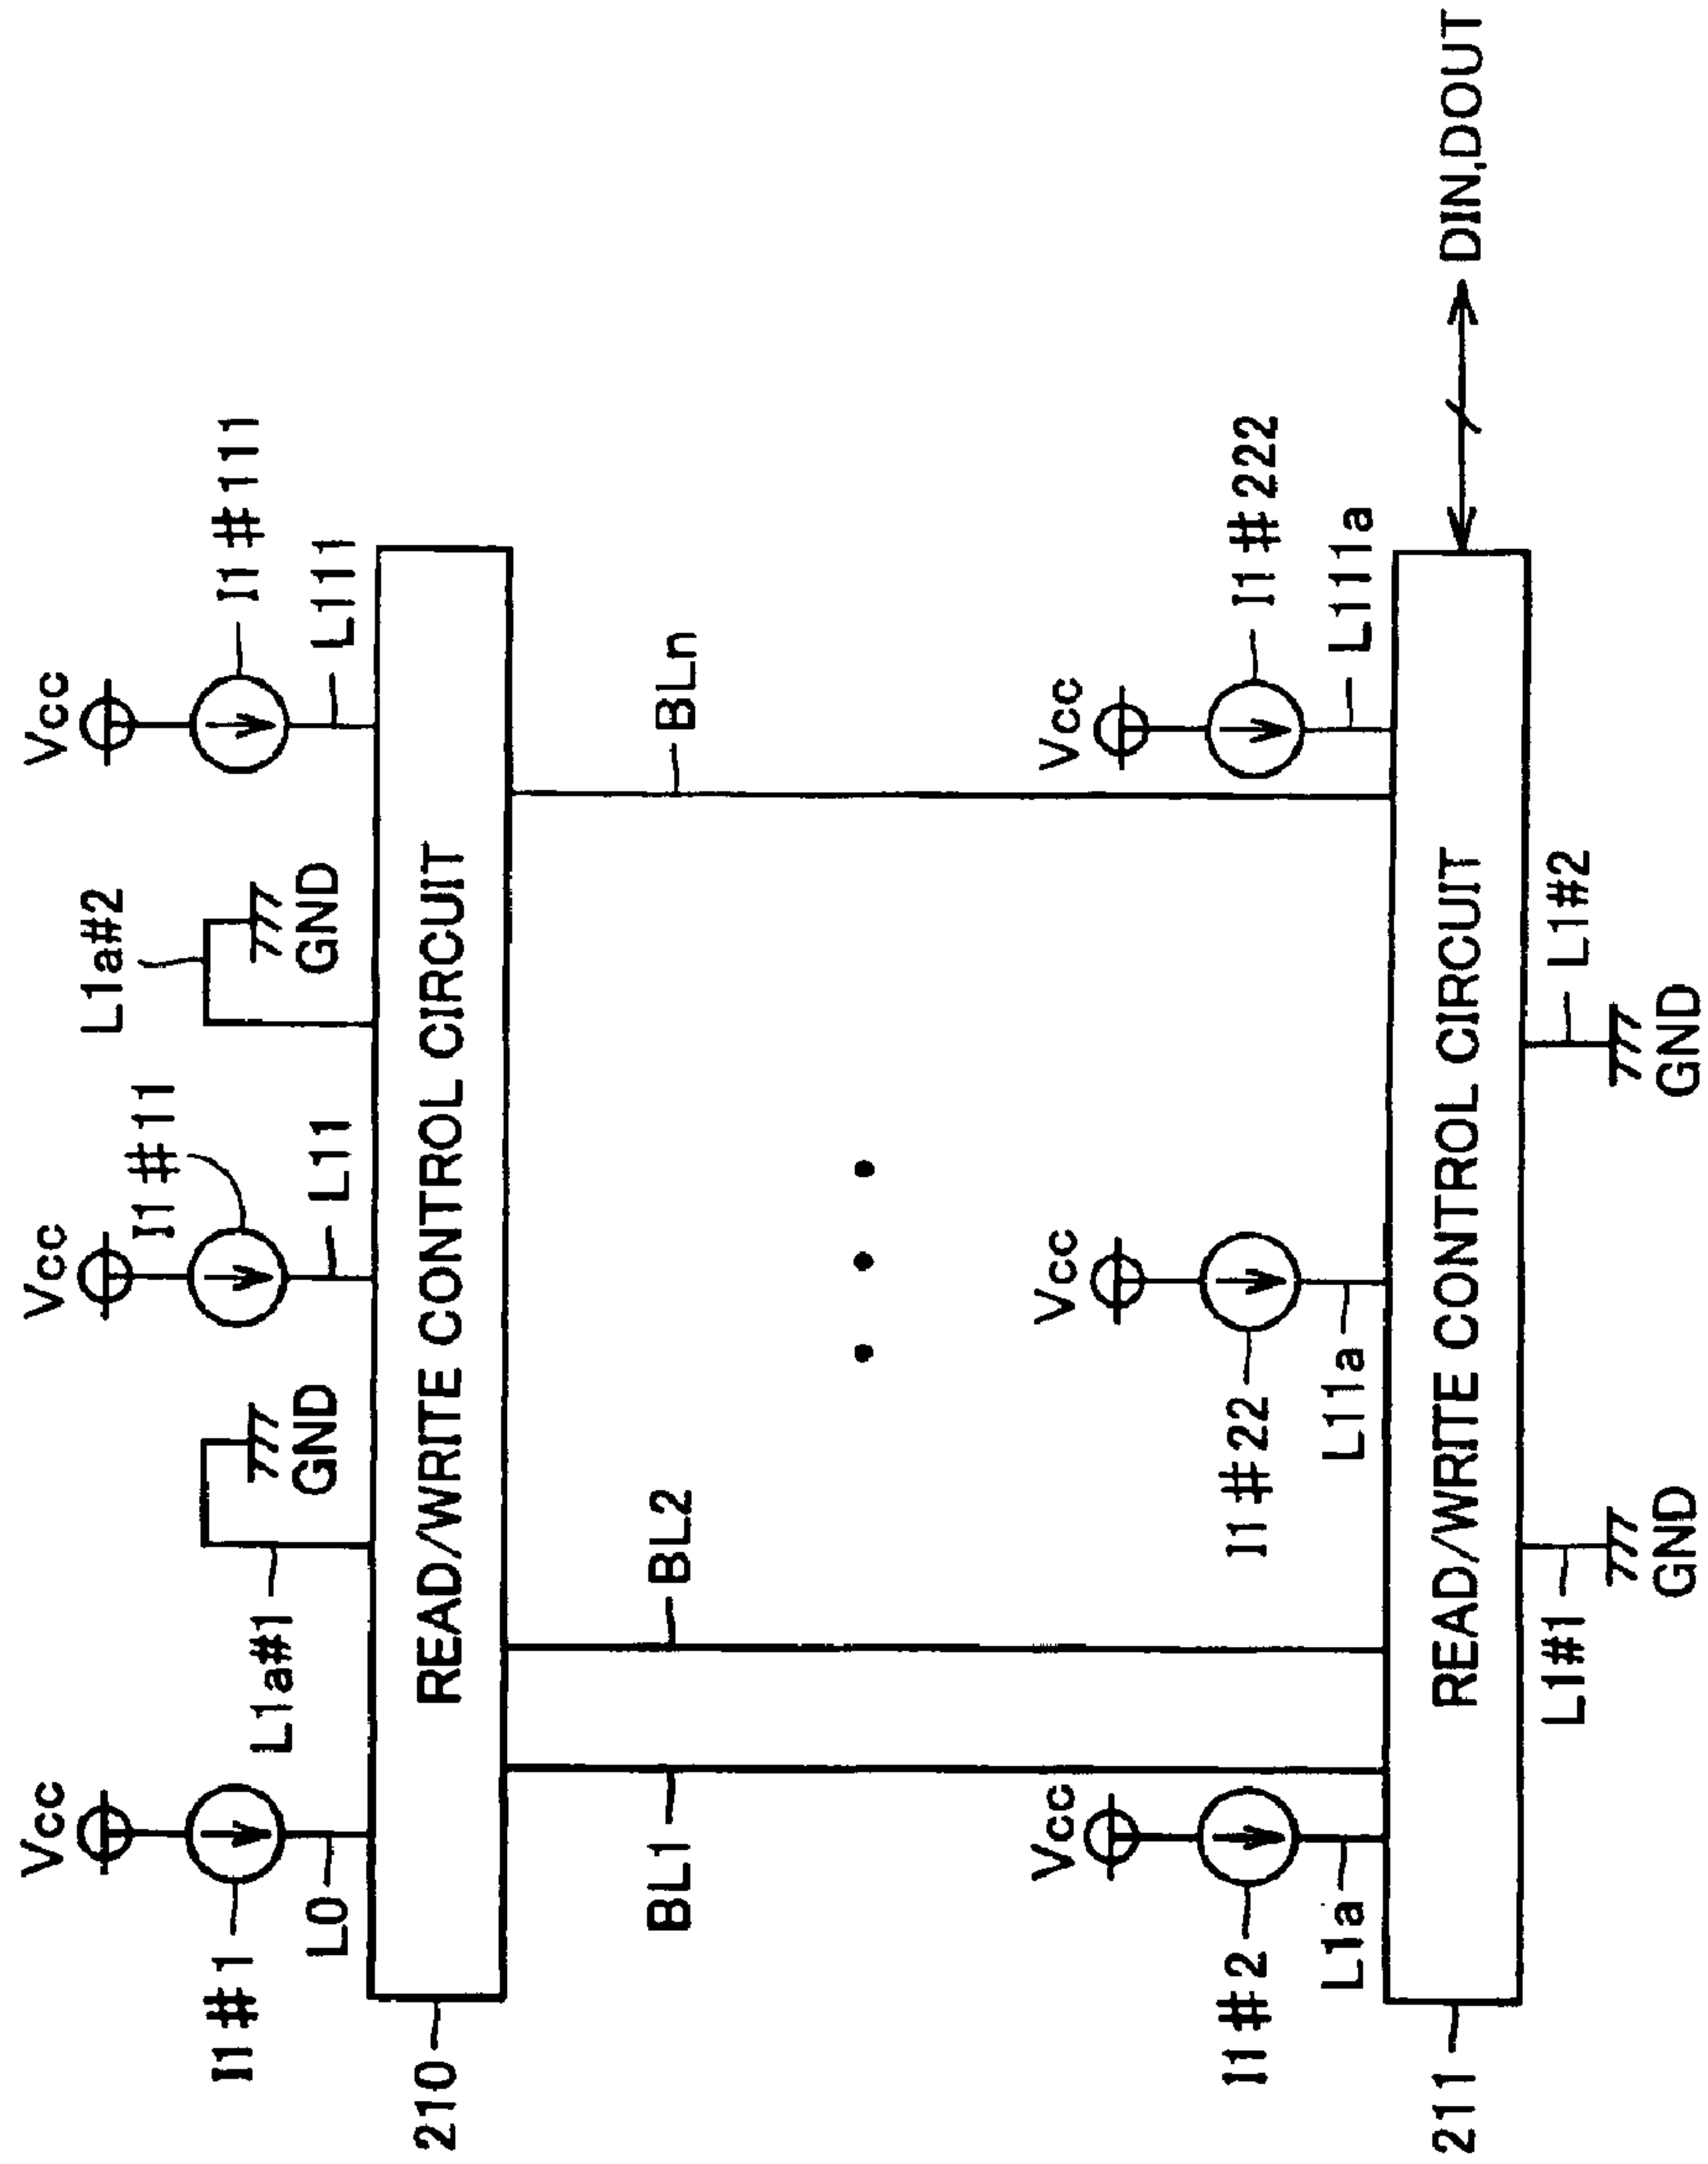 Vcc
Vcc
Vcc
L1a#2
I1#11
I1#1
L0
L1a#1
GND
L11
GND
I1#111
L111
210
READ/WRITE CONTROL CIRCUIT
BL1
BL2
BLn
Vcc
Vcc
Vcc
I1#2
L1a
I1#22
L11a
I1#222
L111a
211
READ/WRITE CONTROL CIRCUIT
DIN,DOUT
L1#1
GND
L1#2
GND